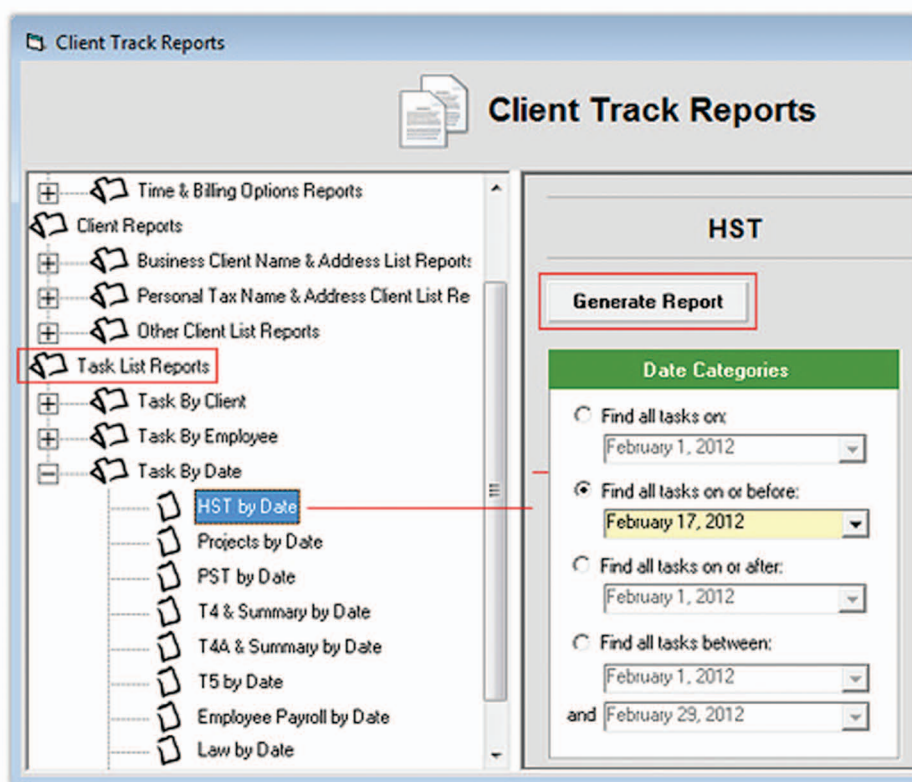 Client Track Reports
Client Track Reports
Time & Billing Options Reports
Client Reports
Business Client Name & Address List Reports
Personal Tax Name & Address Client List Re
Other Client List Reports
Task List Reports
Task By Client
Task By Employee
Task By Date
HST by Date
Projects by Date
PST by Date
T4 & Summary by Date
T4A & Summary by Date
T5 by Date
Employee Payroll by Date
Law by Date
HST
Generate Report
Date Categories
Find all tasks on:
February 1, 2012
Find all tasks on or before:
February 17, 2012
Find all tasks on or after:
February 1, 2012
Find all tasks between:
February 1, 2012
and February 29, 2012